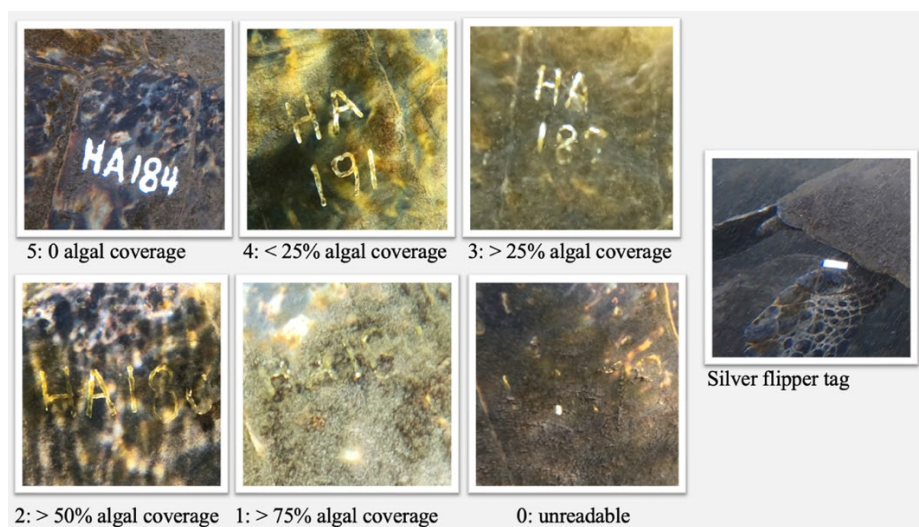 HA184
HA
191
HA
5: 0 algal coverage
4: < 25% algal coverage
3: > 25% algal coverage
Silver flipper tag
2: > 50% algal coverage
1: > 75% algal coverage
0: unreadable